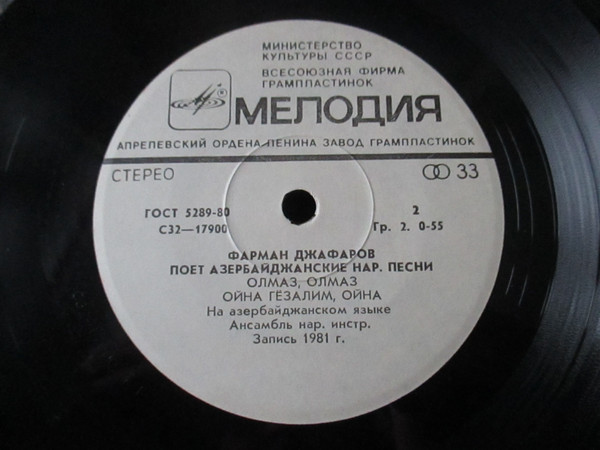 МИНИСТЕРСТВО
КУЛЬТУРЫ СССР
ВСЕСОЮЗНАЯ ФИРМА
ГРАМПЛАСТИНОК
МЕЛОДИЯ
АПРЕЛЕВСКИЙ ОРДЕНА ЛЕНИНА ЗАВОД ГРАМПЛАСТИНОК
СТЕРЕО 33
ГОСТ 5289-80 2
С32—17900 Гр. 2. 0-55
ФАРМАН ДЖАФАРОВ
ПОЕТ АЗЕРБАЙДЖАНСКИЕ НАР. ПЕСНИ
ОЛМАЗ, ОЛМАЗ
ОЙНА ГЁЗАЛИМ, ОЙНА
На азербайджанском языке
Ансамбль нар. инстр.
Запись 1981 г.